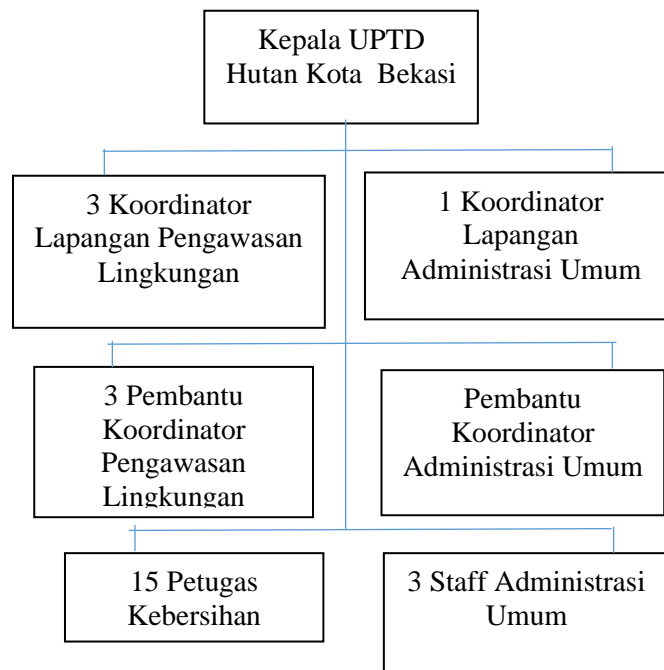 Kepala UPTD
Hutan Kota Bekasi
3 Koordinator
Lapangan Pengawasan
Lingkungan
1 Koordinator
Lapangan
Administrasi Umum
3 Pembantu
Koordinator
Pengawasan
Lingkungan
Pembantu
Koordinator
Administrasi Umum
15 Petugas
Kebersihan
3 Staff Administrasi
Umum